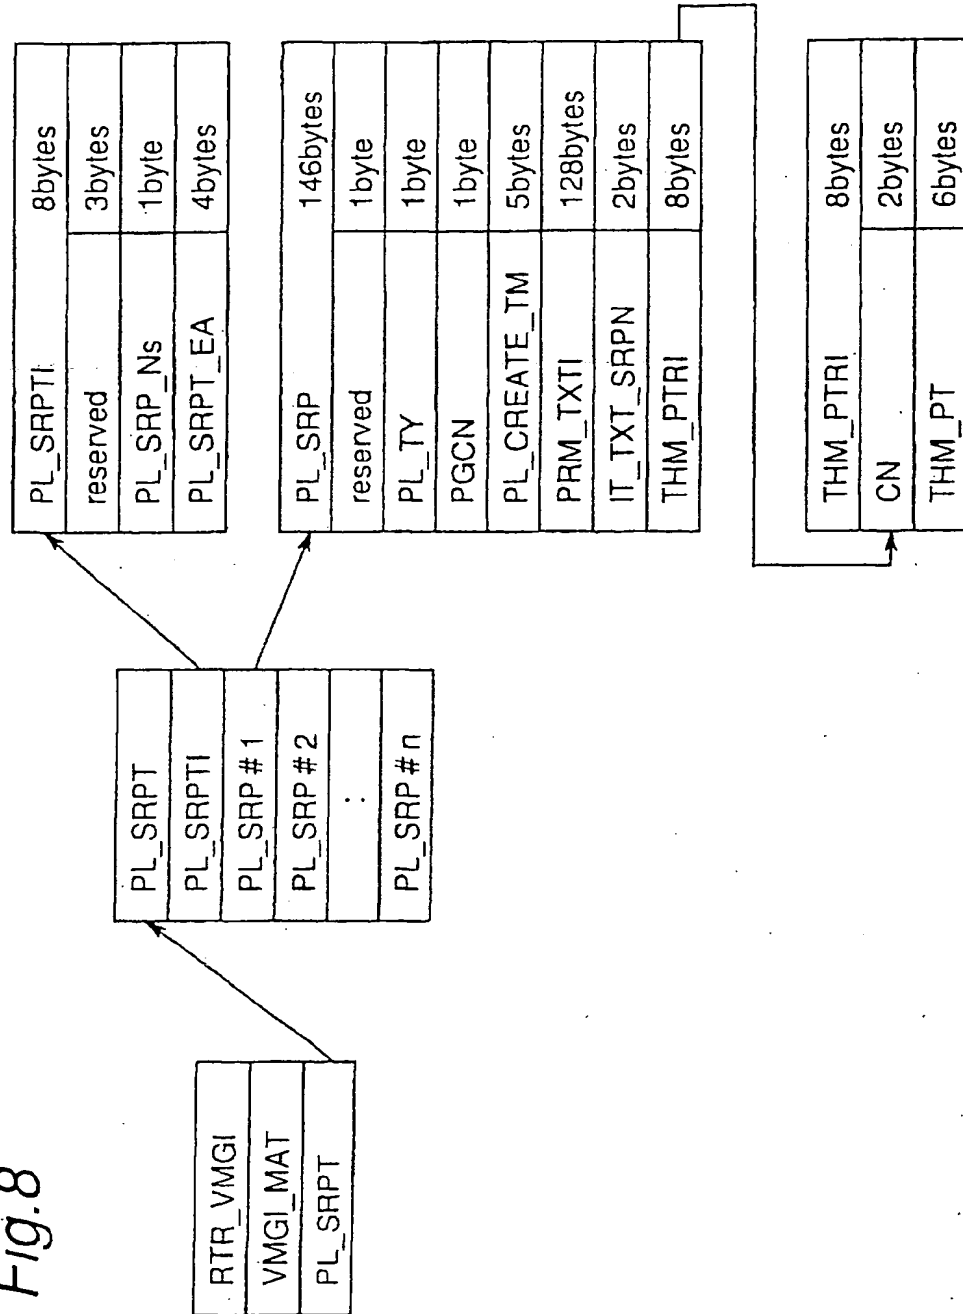 Fig.8
RTR_VMGI
VMGI_MAT
PL_SRPT
PL_SRPT
PL_SRPTI
PL_SRP#1
PL_SRP#2
:
PL_SRP#n
PL_SRPTI 8bytes
reserved 3bytes
PL_SRP_Ns 1byte
PL_SRPT_EA 4bytes
PL_SRP 146bytes
reserved 1byte
PL_TY 1byte
PGCN 1byte
PL_CREATE_TM 5bytes
PRM_TXTI 128bytes
IT_TXT_SRPN 2bytes
THM_PTRI 8bytes
THM_PTRI 8bytes
CN 2bytes
THM_PT 6bytes